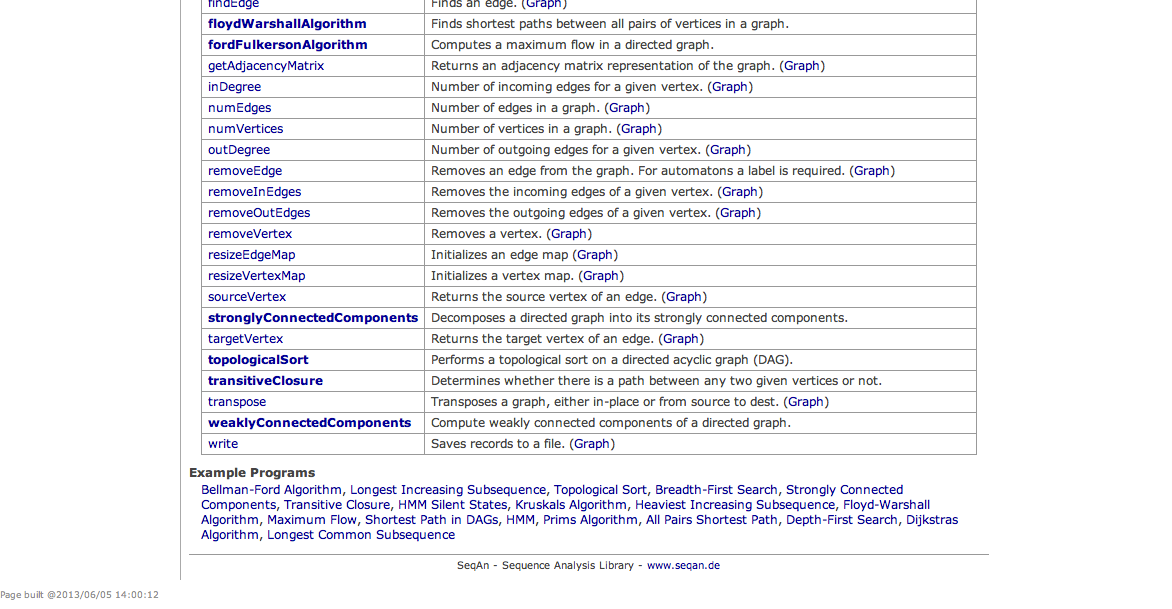 findEdge Finds an edge. (Graph)
floydWarshallAlgorithm Finds shortest paths between all pairs of vertices in a graph.
fordFulkersonAlgorithm Computes a maximum flow in a directed graph.
getAdjacencyMatrix Returns an adjacency matrix representation of the graph. (Graph)
inDegree Number of incoming edges for a given vertex. (Graph)
numEdges Number of edges in a graph. (Graph)
numVertices Number of vertices in a graph. (Graph)
outDegree Number of outgoing edges for a given vertex. (Graph)
removeEdge Removes an edge from the graph. For automatons a label is required. (Graph)
removeInEdges Removes the incoming edges of a given vertex. (Graph)
removeOutEdges Removes the outgoing edges of a given vertex. (Graph)
removeVertex Removes a vertex. (Graph)
resizeEdgeMap Initializes an edge map (Graph)
resizeVertexMap Initializes a vertex map. (Graph)
sourceVertex Returns the source vertex of an edge. (Graph)
stronglyConnectedComponents Decomposes a directed graph into its strongly connected components.
targetVertex Returns the target vertex of an edge. (Graph)
topologicalSort Performs a topological sort on a directed acyclic graph (DAG).
transitiveClosure Determines whether there is a path between any two given vertices or not.
transpose Transposes a graph, either in-place or from source to dest. (Graph)
weaklyConnectedComponents Compute weakly connected components of a directed graph.
write Saves records to a file. (Graph)
Example Programs
Bellman-Ford Algorithm, Longest Increasing Subsequence, Topological Sort, Breadth-First Search, Strongly Connected
Components, Transitive Closure, HMM Silent States, Kruskals Algorithm, Heaviest Increasing Subsequence, Floyd-Warshall
Algorithm, Maximum Flow, Shortest Path in DAGs, HMM, Prims Algorithm, All Pairs Shortest Path, Depth-First Search, Dijkstras
Algorithm, Longest Common Subsequence
SeqAn - Sequence Analysis Library - www.seqan.de
Page built @2013/06/05 14:00:12